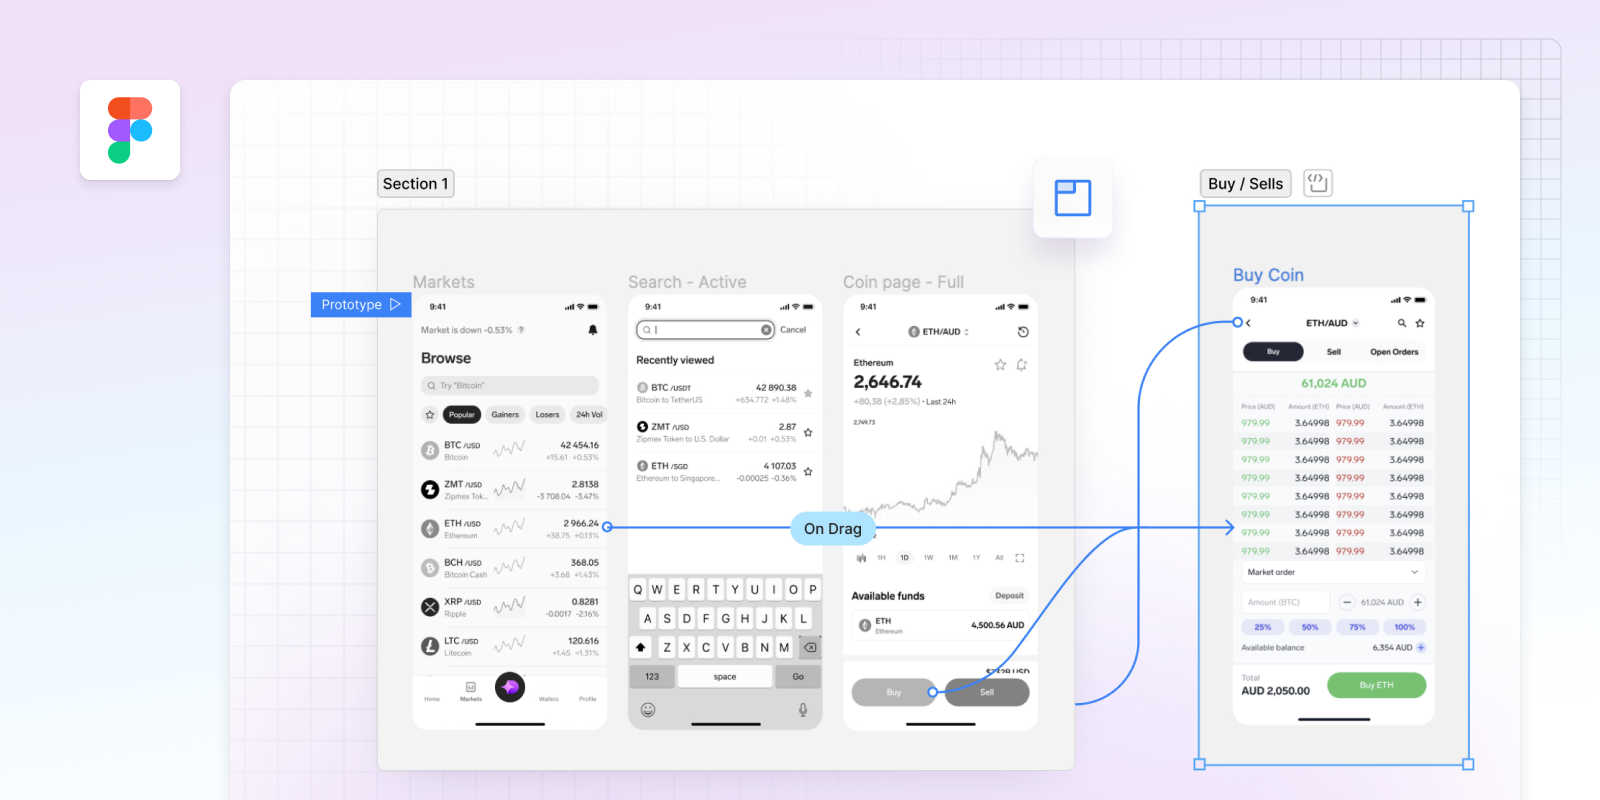 Section 1
Buy / Sells
Prototype
On Drag
Markets
9:41
Market is down -0.53% ?
Browse
Try "Bitcoin"
Popular Gainers Losers 24h Vol
BTC /USD 42 454.16
Bitcoin +15.61 +0.53%
ZMT /USD 2.8138
Zipmex Tok... -3 708.04 -3.47%
ETH /USD 2 966.24
Ethereum +38.75 +0.13%
BCH /USD 368.05
Bitcoin Cash +3.68 +1.43%
XRP /USD 0.8281
Ripple -0.0017 -2.16%
LTC /USD 120.616
Litecoin +1.45 +1.31%
Home Markets Wallets Profile
Search - Active
9:41
Cancel
Recently viewed
BTC /USDT 42 890.38
Bitcoin to TetherUS +634.772 +1.48%
ZMT /USD 2.87
Zipmex Token to U.S. Dollar +0.01 +0.53%
ETH /SGD 4 107.03
Ethereum to Singapore... -0.00025 -0.36%
Q W E R T Y U I O P
A S D F G H J K L
Z X C V B N M
123 space Go
Coin page - Full
9:41
ETH/AUD
Ethereum
2,646.74
+80,38 (+2,85%) • Last 24h
2,749.73
1H 1D 1W 1M 1Y All
Available funds Deposit
ETH
Ethereum
4,500.56 AUD
Buy Sell
Buy Coin
9:41
ETH/AUD
Buy Sell Open Orders
61,024 AUD
Price (AUD) Amount (ETH) Price (AUD) Amount (ETH)
979.99 3.64998 979.99 3.64998
979.99 3.64998 979.99 3.64998
979.99 3.64998 979.99 3.64998
979.99 3.64998 979.99 3.64998
979.99 3.64998 979.99 3.64998
979.99 3.64998 979.99 3.64998
979.99 3.64998 979.99 3.64998
979.99 3.64998 979.99 3.64998
Market order
Amount (BTC) 61,024 AUD
25% 50% 75% 100%
Available balance 6,354 AUD
Total
AUD 2,050.00
Buy ETH